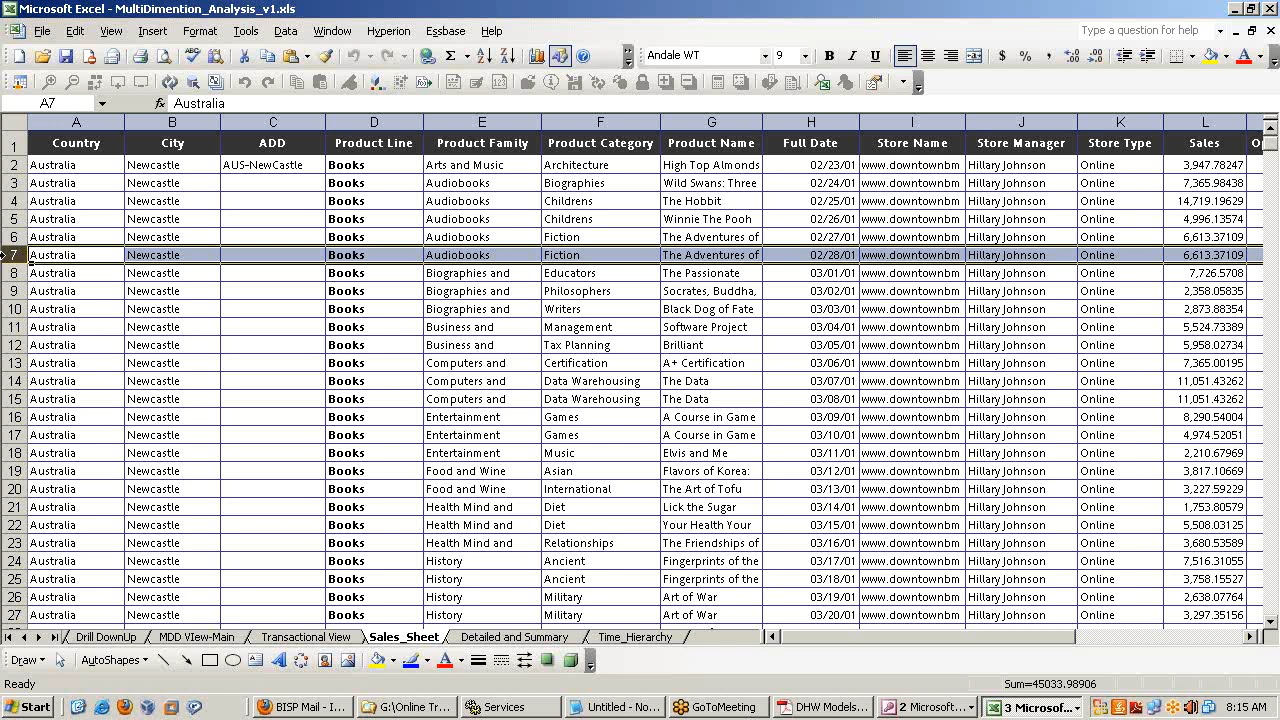 Microsoft Excel - MultiDimention_Analysis_v1.xls
File Edit View Insert Format Tools Data Window Hyperion Essbase Help Type a question for help
Andale WT 9 B I U $ % ,
A7 fx Australia
A B C D E F G H I J K L
1 Country City ADD Product Line Product Family Product Category Product Name Full Date Store Name Store Manager Store Type Sales
2 Australia Newcastle AUS-NewCastle Books Arts and Music Architecture High Top Almonds 02/23/01 www.downtownbm Hillary Johnson Online 3,947.78247
3 Australia Newcastle Books Audiobooks Biographies Wild Swans: Three 02/24/01 www.downtownbm Hillary Johnson Online 7,365.98438
4 Australia Newcastle Books Audiobooks Childrens The Hobbit 02/25/01 www.downtownbm Hillary Johnson Online 14,719.19629
5 Australia Newcastle Books Audiobooks Childrens Winnie The Pooh 02/26/01 www.downtownbm Hillary Johnson Online 4,996.13574
6 Australia Newcastle Books Audiobooks Fiction The Adventures of 02/27/01 www.downtownbm Hillary Johnson Online 6,613.37109
7 Australia Newcastle Books Audiobooks Fiction The Adventures of 02/28/01 www.downtownbm Hillary Johnson Online 6,613.37109
8 Australia Newcastle Books Biographies and Educators The Passionate 03/01/01 www.downtownbm Hillary Johnson Online 7,726.5708
9 Australia Newcastle Books Biographies and Philosophers Socrates, Buddha, 03/02/01 www.downtownbm Hillary Johnson Online 2,358.05835
10 Australia Newcastle Books Biographies and Writers Black Dog of Fate 03/03/01 www.downtownbm Hillary Johnson Online 2,873.88354
11 Australia Newcastle Books Business and Management Software Project 03/04/01 www.downtownbm Hillary Johnson Online 5,524.73389
12 Australia Newcastle Books Business and Tax Planning Brilliant 03/05/01 www.downtownbm Hillary Johnson Online 5,958.02734
13 Australia Newcastle Books Computers and Certification A+ Certification 03/06/01 www.downtownbm Hillary Johnson Online 7,365.00195
14 Australia Newcastle Books Computers and Data Warehousing The Data 03/07/01 www.downtownbm Hillary Johnson Online 11,051.43262
15 Australia Newcastle Books Computers and Data Warehousing The Data 03/08/01 www.downtownbm Hillary Johnson Online 11,051.43262
16 Australia Newcastle Books Entertainment Games A Course in Game 03/09/01 www.downtownbm Hillary Johnson Online 8,290.54004
17 Australia Newcastle Books Entertainment Games A Course in Game 03/10/01 www.downtownbm Hillary Johnson Online 4,974.52051
18 Australia Newcastle Books Entertainment Music Elvis and Me 03/11/01 www.downtownbm Hillary Johnson Online 2,210.67969
19 Australia Newcastle Books Food and Wine Asian Flavors of Korea: 03/12/01 www.downtownbm Hillary Johnson Online 3,817.10669
20 Australia Newcastle Books Food and Wine International The Art of Tofu 03/13/01 www.downtownbm Hillary Johnson Online 3,227.59229
21 Australia Newcastle Books Health Mind and Diet Lick the Sugar 03/14/01 www.downtownbm Hillary Johnson Online 1,753.80579
22 Australia Newcastle Books Health Mind and Diet Your Health Your 03/15/01 www.downtownbm Hillary Johnson Online 5,508.03125
23 Australia Newcastle Books Health Mind and Relationships The Friendships of 03/16/01 www.downtownbm Hillary Johnson Online 3,680.53589
24 Australia Newcastle Books History Ancient Fingerprints of the 03/17/01 www.downtownbm Hillary Johnson Online 7,516.31055
25 Australia Newcastle Books History Ancient Fingerprints of the 03/18/01 www.downtownbm Hillary Johnson Online 3,758.15527
26 Australia Newcastle Books History Military Art of War 03/19/01 www.downtownbm Hillary Johnson Online 2,638.07764
27 Australia Newcastle Books History Military Art of War 03/20/01 www.downtownbm Hillary Johnson Online 3,297.35156
Drill DownUp MDD VIew-Main Transactional View Sales_Sheet Detailed and Summary Time_Hierarchy
Draw AutoShapes
Ready Sum=45033.98906
Start BISP Mail - I... G:\Online Tr... Services Untitled - No... GoToMeeting DHW Models... 2 Microsof... 3 Microsof... 8:15 AM